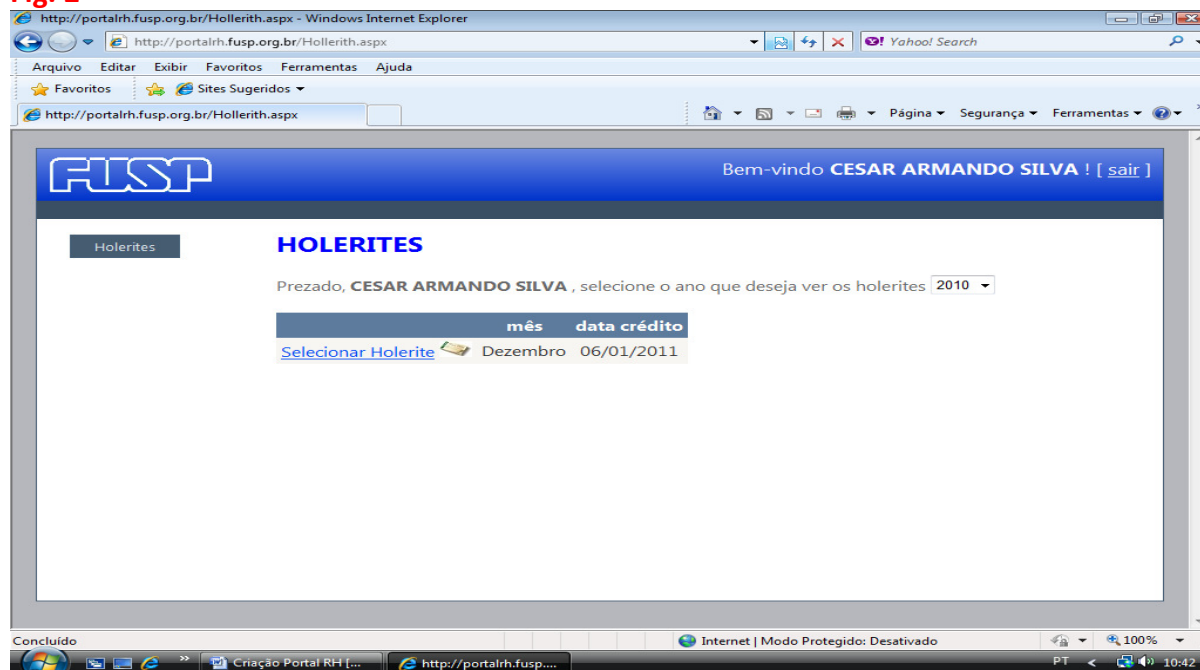 http://portalrh.fusp.org.br/Hollerith.aspx - Windows Internet Explorer
http://portalrh.fusp.org.br/Hollerith.aspx
Yahoo! Search
Arquivo Editar Exibir Favoritos Ferramentas Ajuda
Favoritos Sites Sugeridos
http://portalrh.fusp.org.br/Hollerith.aspx
Página Segurança Ferramentas
FUSP
Bem-vindo CESAR ARMANDO SILVA ! [ sair ]
Holerites
HOLERITES
Prezado, CESAR ARMANDO SILVA , selecione o ano que deseja ver os holerites 2010
mês data crédito
Selecionar Holerite Dezembro 06/01/2011
Concluído
Internet | Modo Protegido: Desativado
100%
Criação Portal RH [...
http://portalrh.fusp....
PT
10:42